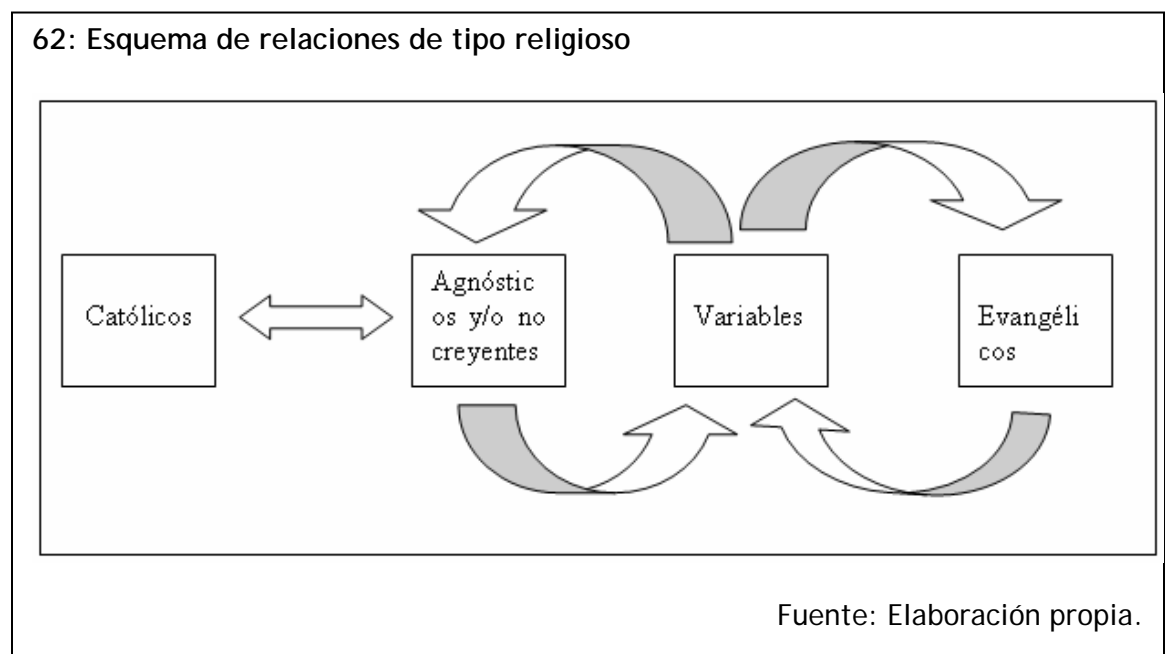 62: Esquema de relaciones de tipo religioso
Católicos
Agnóstic
os y/o no
creyentes
Variables
Evangéli
cos
Fuente: Elaboración propia.